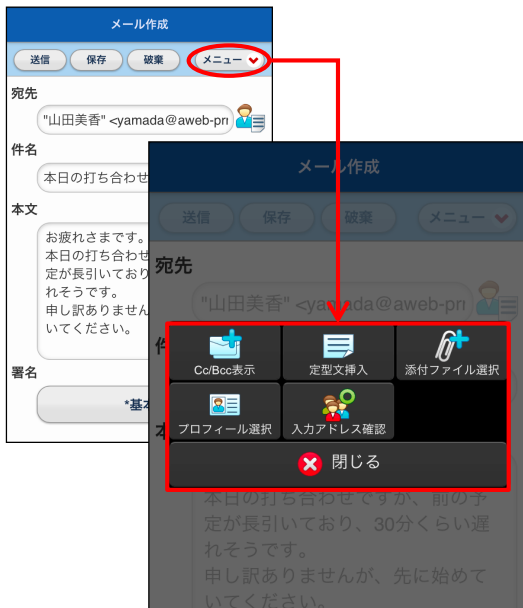 メール作成
送信 保存 破棄 メニュー
宛先
"山田美香" <yamada@aweb-pri
件名
本日の打ち合わせ
本文
お疲れさまです。
本日の打ち合わせ
定が長引いており
れそうです。
申し訳ありません
いてください。
署名
*基本
メール作成
送信 保存 破棄 メニュー
宛先
"山田美香" <yamada@aweb-pri
件
Cc/Bcc表示 定型文挿入 添付ファイル選択
プロフィール選択 入力アドレス確認
本
閉じる
本日の打ち合わせですが、前の予
定が長引いており、30分くらい遅
れそうです。
申し訳ありませんが、先に始めて
いてください。